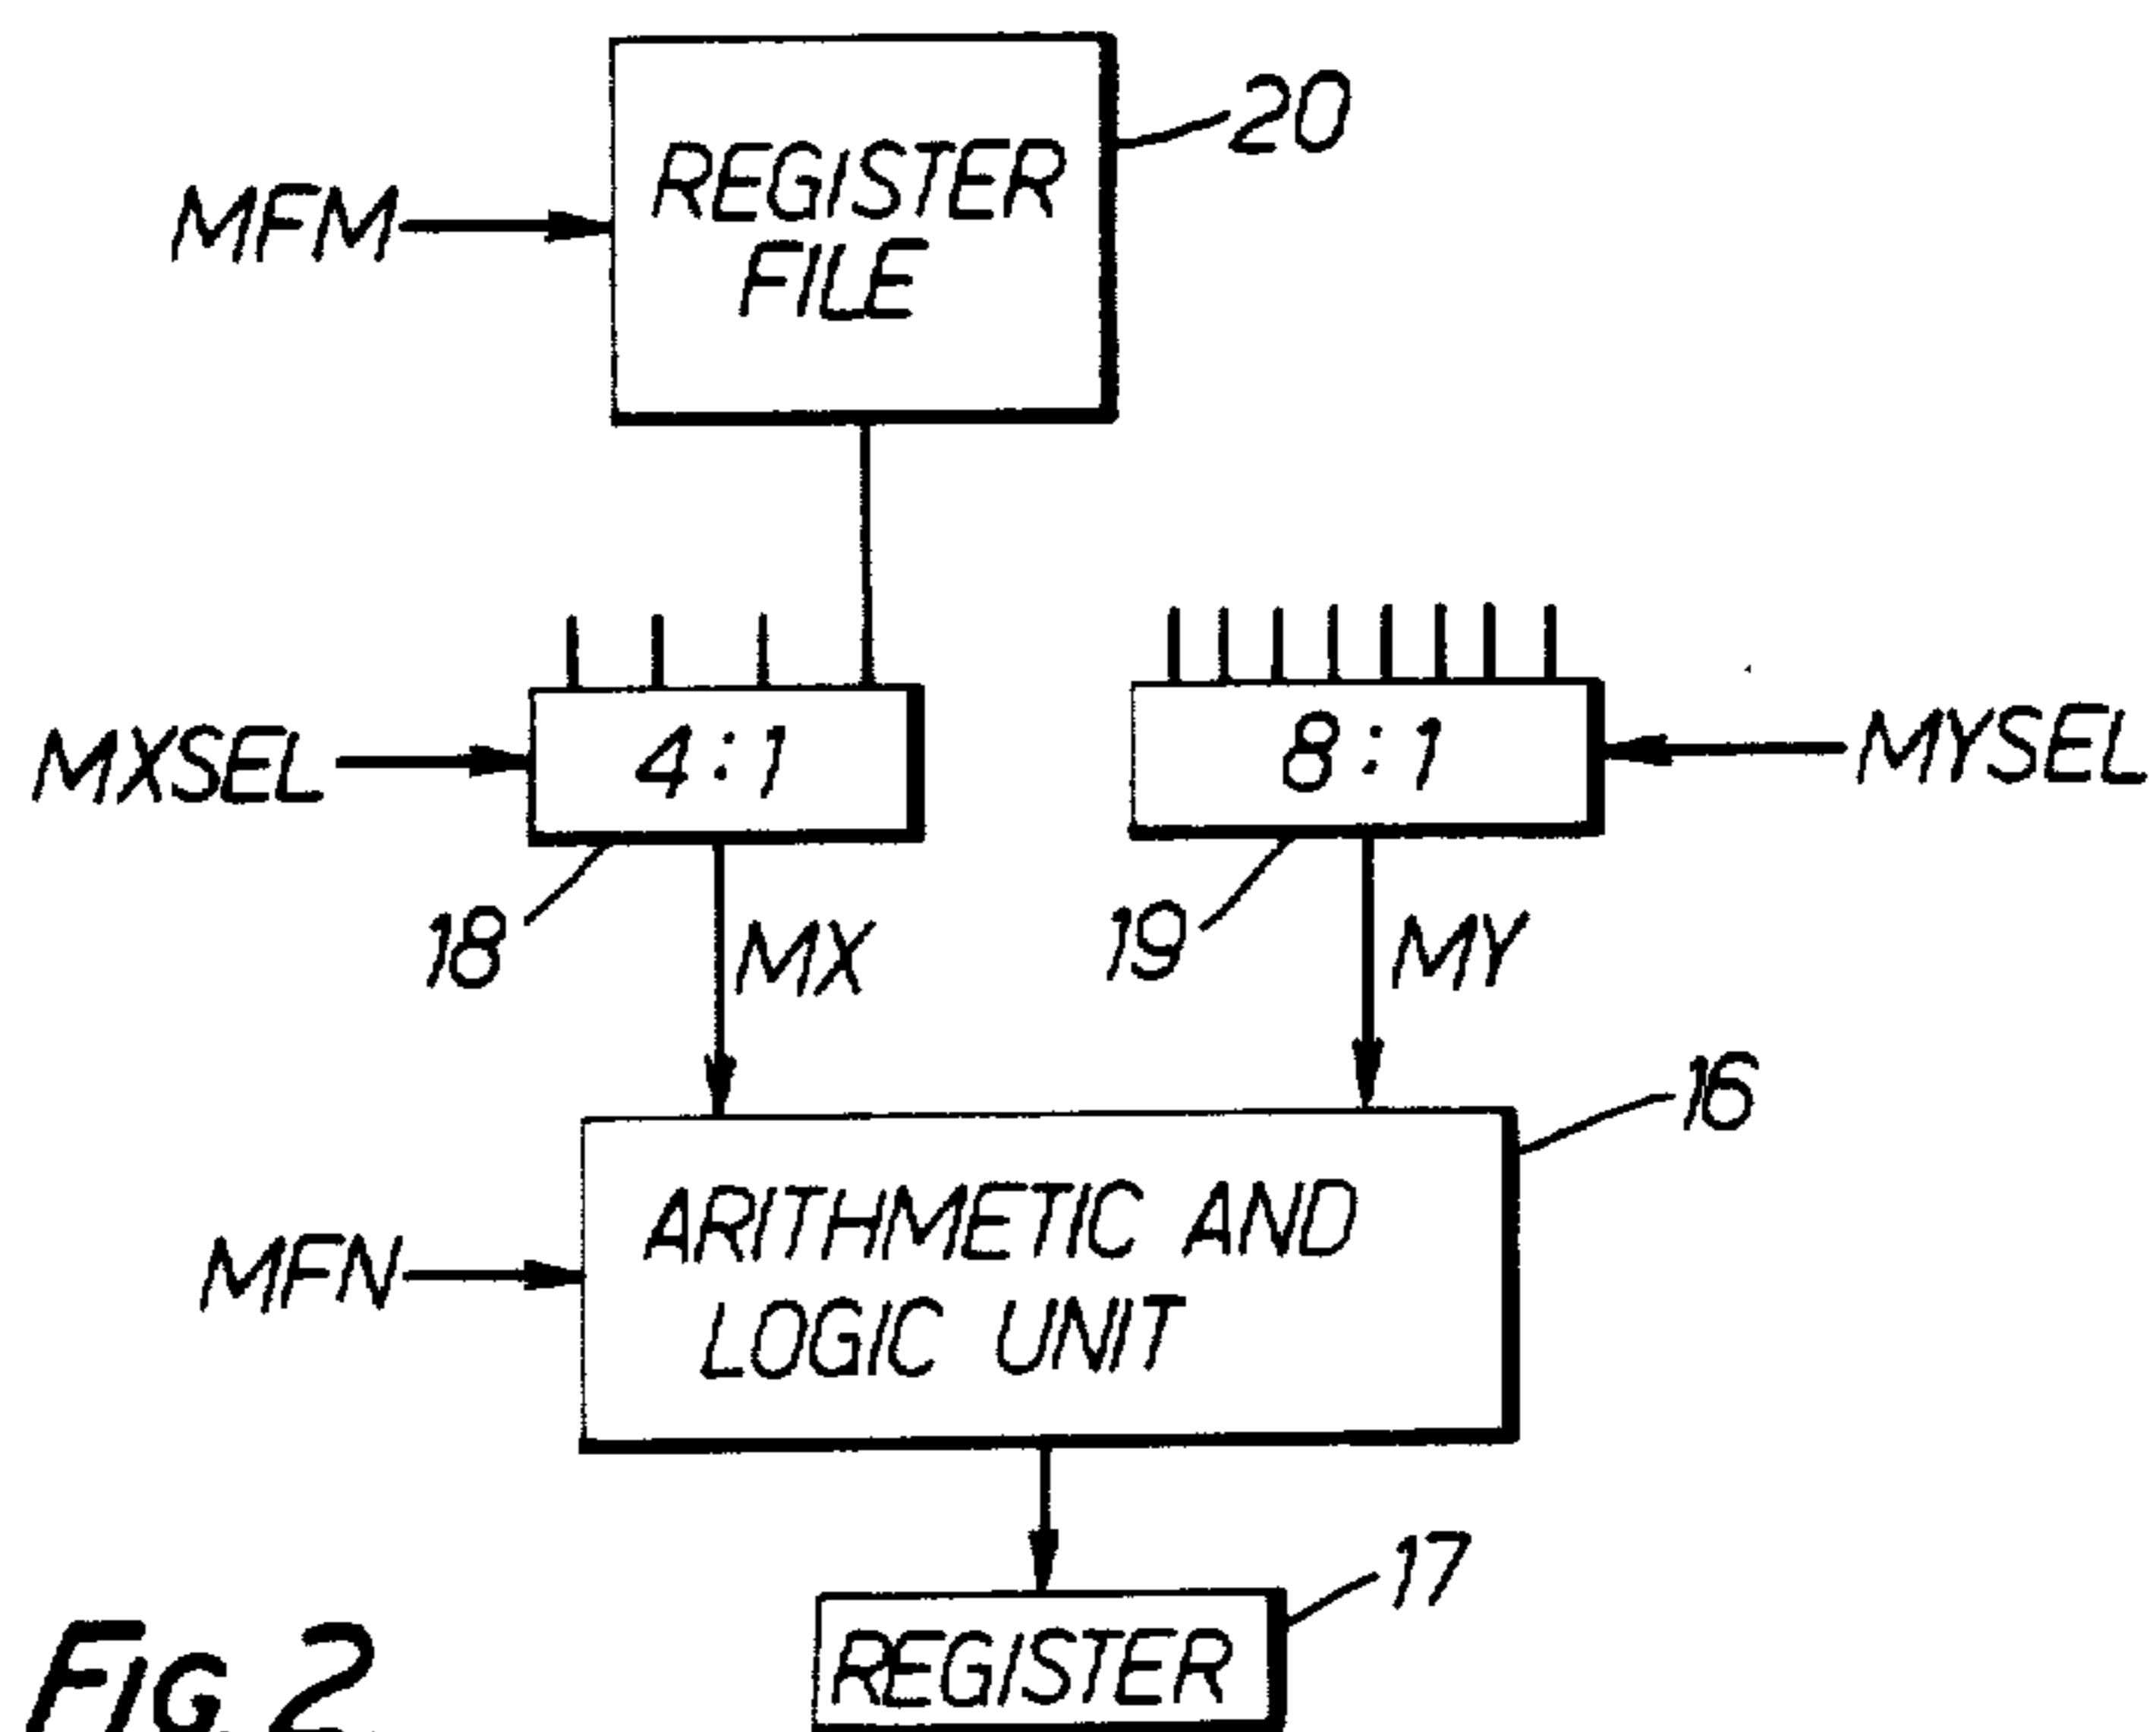 20
REGISTER
FILE
MFM
MXSEL
4:1
8:1
MYSEL
18
MX
19
MY
16
ARITHMETIC AND
LOGIC UNIT
MFN
17
REGISTER
FIG. 2